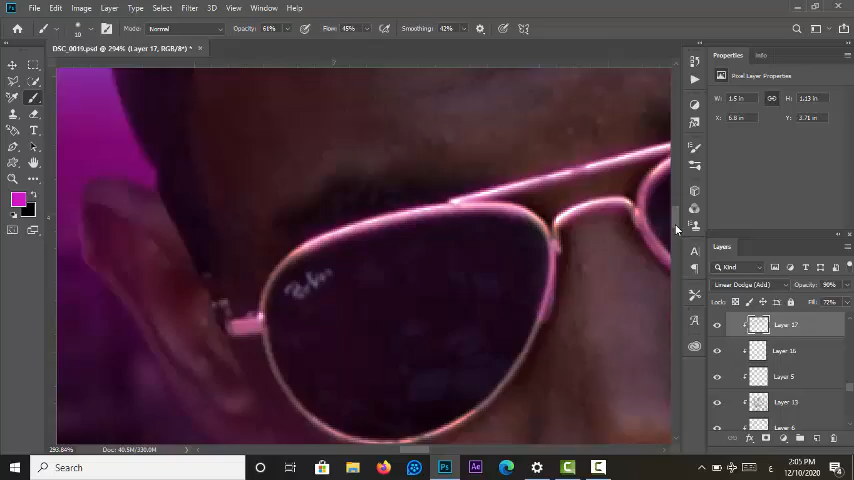 File Edit Image Layer Type Select Filter 3D View Window Help
10 Mode: Normal Opacity: 61% Flow: 45% Smoothing: 42%
DSC_0019.psd @ 294% (Layer 17, RGB/8*) *
Properties Info
Pixel Layer Properties
W: 1.5 in H: 1.13 in
X: 6.8 in Y: 3.71 in
Layers
Kind
Linear Dodge (Add) Opacity: 90%
Lock: Fill: 72%
Layer 17
Layer 16
Layer 5
Layer 13
Layer 6
293.84% Doc: 40.5M/330.0M
Search
2:05 PM
12/10/2020